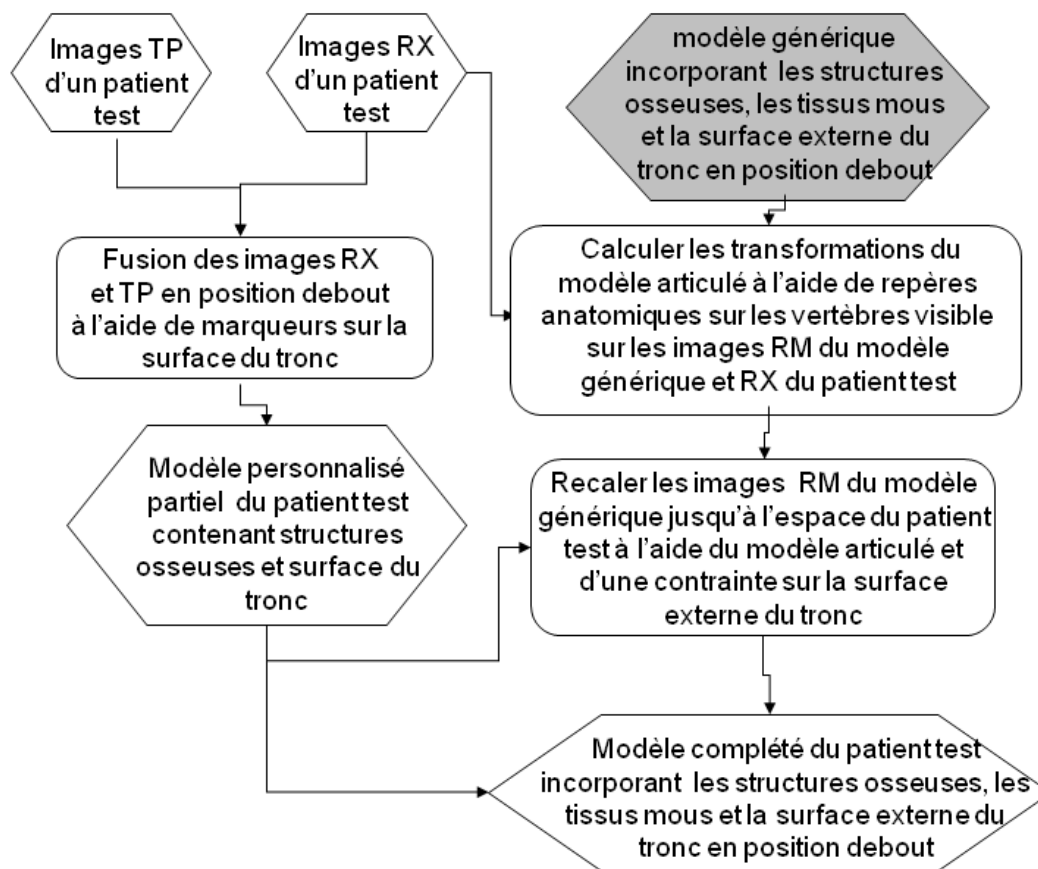 Images TP
d'un patient
test
Images RX
d'un patient
test
modèle générique
incorporant les structures
osseuses, les tissus mous
et la surface externe du
tronc en position debout
Fusion des images RX
et TP en position debout
à l'aide de marqueurs sur la
surface du tronc
Calculer les transformations du
modèle articulé à l'aide de repères
anatomiques sur les vertèbres visible
sur les images RM du modèle
générique et RX du patient test
Modèle personnalisé
partiel du patient test
contenant structures
osseuses et surface du
tronc
Recaler les images RM du modèle
générique jusqu'à l'espace du patient
test à l'aide du modèle articulé et
d'une contrainte sur la surface
externe du tronc
Modèle complété du patient test
incorporant les structures osseuses, les
tissus mous et la surface externe du
tronc en position debout